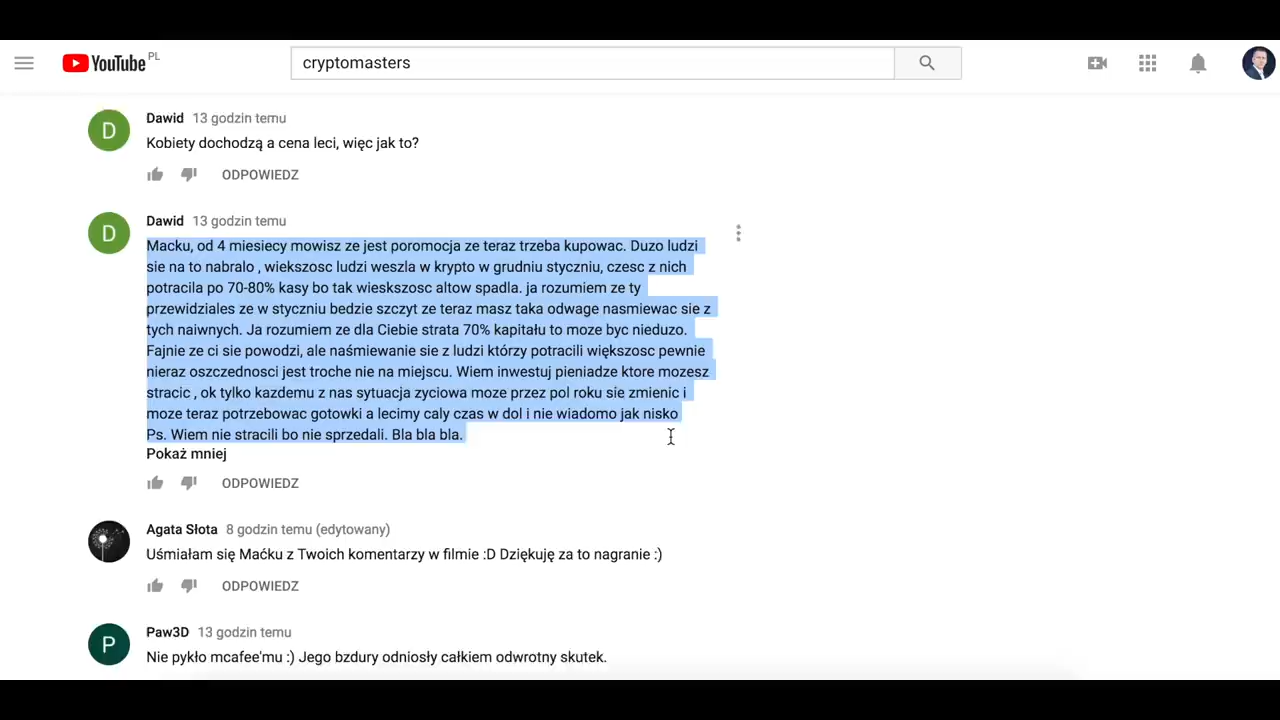 YouTube PL
cryptomasters
D
Dawid 13 godzin temu
Kobiety dochodzą a cena leci, więc jak to?
ODPOWIEDZ
D
Dawid 13 godzin temu
Macku, od 4 miesiecy mowisz ze jest poromocja ze teraz trzeba kupowac. Duzo ludzi
sie na to nabralo , wiekszosc ludzi weszla w krypto w grudniu styczniu, czesc z nich
potracila po 70-80% kasy bo tak wieskszosc altow spadla. ja rozumiem ze ty
przewidziales ze w styczniu bedzie szczyt ze teraz masz taka odwage nasmiewac sie z
tych naiwnych. Ja rozumiem ze dla Ciebie strata 70% kapitału to moze byc nieduzo.
Fajnie ze ci sie powodzi, ale naśmiewanie sie z ludzi którzy potracili większosc pewnie
nieraz oszczednosci jest troche nie na miejscu. Wiem inwestuj pieniadze ktore mozesz
stracic , ok tylko kazdemu z nas sytuacja zyciowa moze przez pol roku sie zmienic i
moze teraz potrzebowac gotowki a lecimy caly czas w dol i nie wiadomo jak nisko
Ps. Wiem nie stracili bo nie sprzedali. Bla bla bla.
Pokaż mniej
ODPOWIEDZ
Agata Słota 8 godzin temu (edytowany)
Uśmiałam się Maćku z Twoich komentarzy w filmie :D Dziękuję za to nagranie :)
ODPOWIEDZ
P
Paw3D 13 godzin temu
Nie pykło mcafee'mu :) Jego bzdury odniosły całkiem odwrotny skutek.